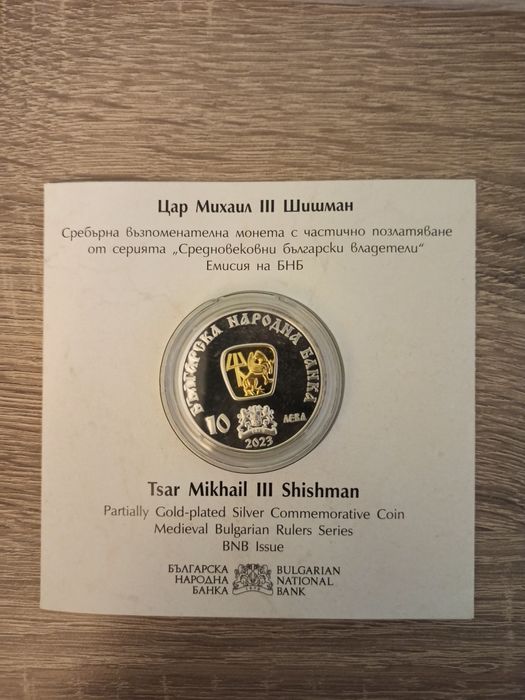 Цар Михаил III Шишман
Сребърна възпоменателна монета с частично позлатяване
от серията „Средновековни български владетели“
Емисия на БНБ
БЪЛГАРСКА НАРОДНА БАНКА
10
ЛЕВА
2023
Tsar Mikhail III Shishman
Partially Gold-plated Silver Commemorative Coin
Medieval Bulgarian Rulers Series
BNB Issue
БЪЛГАРСКА
НАРОДНА
БАНКА
BULGARIAN
NATIONAL
BANK